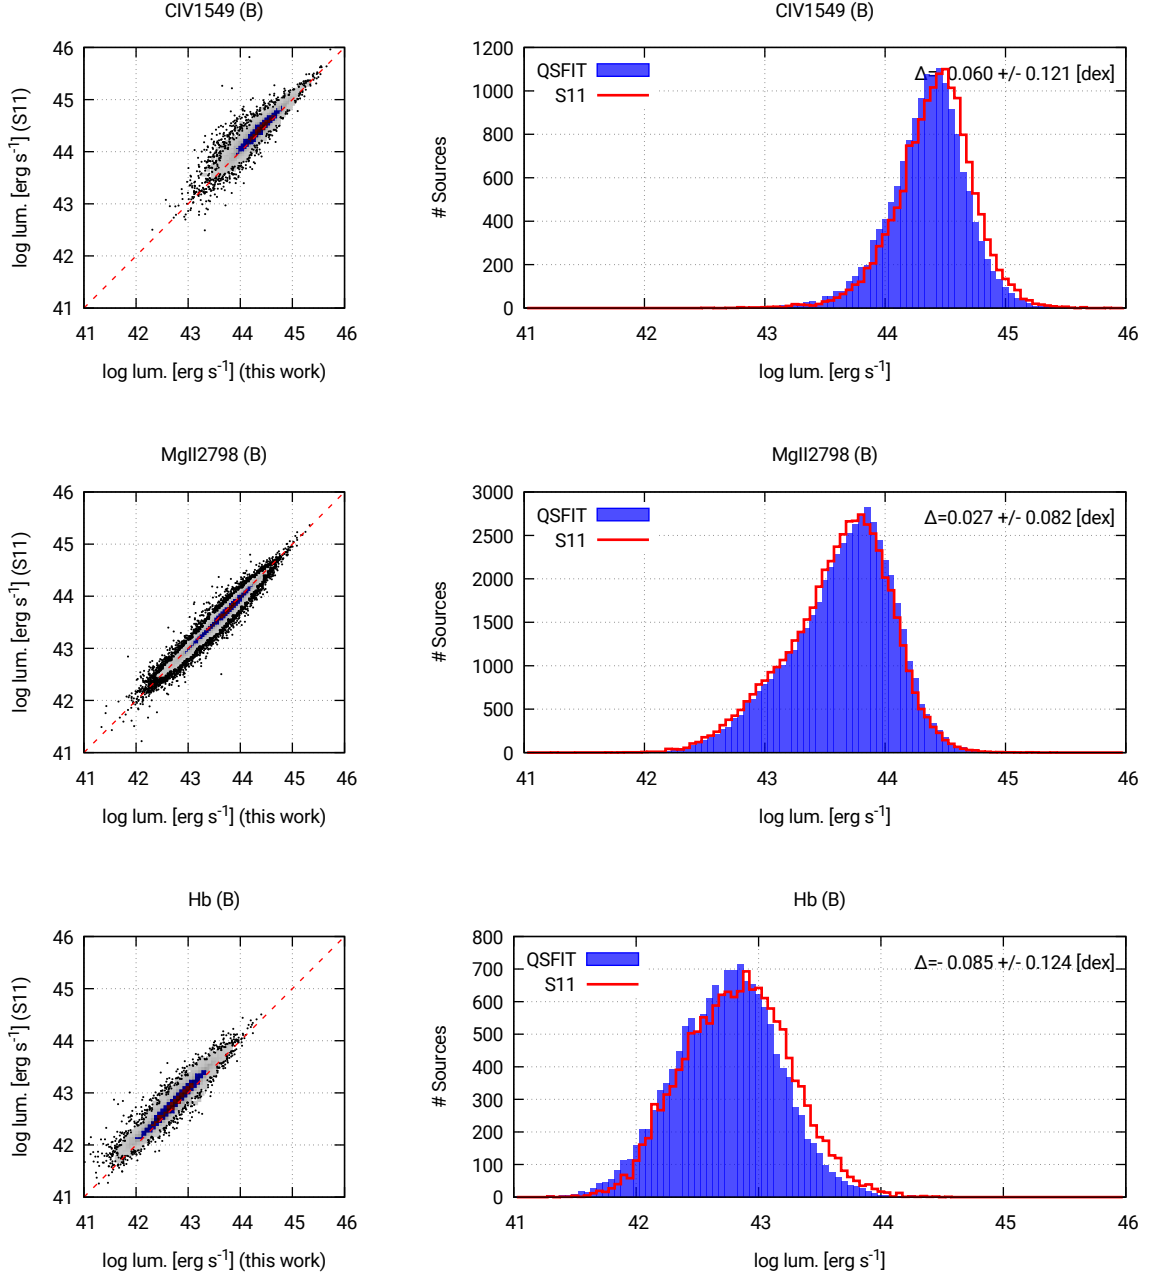 CIV1549 (B)
46
45
44
43
42
41
41 42 43 44 45 46
log lum. [erg s-1] (S11)
log lum. [erg s-1] (this work)
CIV1549 (B)
1200
1000
800
600
400
200
0
41 42 43 44 45 46
# Sources
log lum. [erg s-1]
QSFIT
S11
Δ=- 0.060 +/- 0.121 [dex]
MgII2798 (B)
46
45
44
43
42
41
41 42 43 44 45 46
log lum. [erg s-1] (S11)
log lum. [erg s-1] (this work)
MgII2798 (B)
3000
2500
2000
1500
1000
500
0
41 42 43 44 45 46
# Sources
log lum. [erg s-1]
QSFIT
S11
Δ=0.027 +/- 0.082 [dex]
Hb (B)
46
45
44
43
42
41
41 42 43 44 45 46
log lum. [erg s-1] (S11)
log lum. [erg s-1] (this work)
Hb (B)
800
700
600
500
400
300
200
100
0
41 42 43 44 45 46
# Sources
log lum. [erg s-1]
QSFIT
S11
Δ=- 0.085 +/- 0.124 [dex]